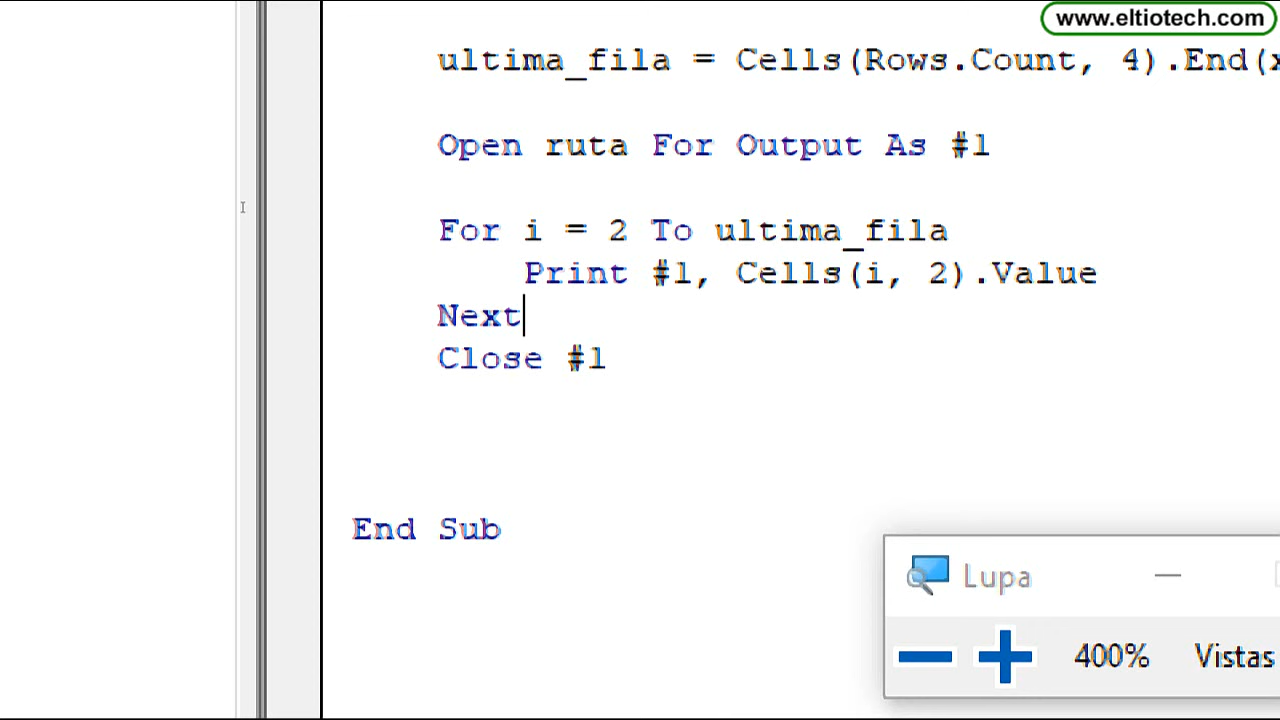 www.eltiotech.com
ultima_fila = Cells(Rows.Count, 4).End(x
Open ruta For Output As #1
For i = 2 To ultima_fila
Print #1, Cells(i, 2).Value
Next
Close #1
End Sub
Lupa
400% Vistas